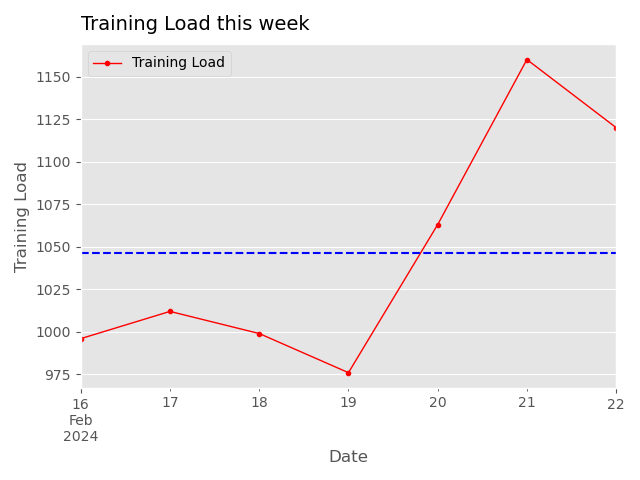 Training Load this week
Training Load
1150
1125
1100
1075
1050
1025
1000
975
Training Load
16 17 18 19 20 21 22
Feb
2024
Date